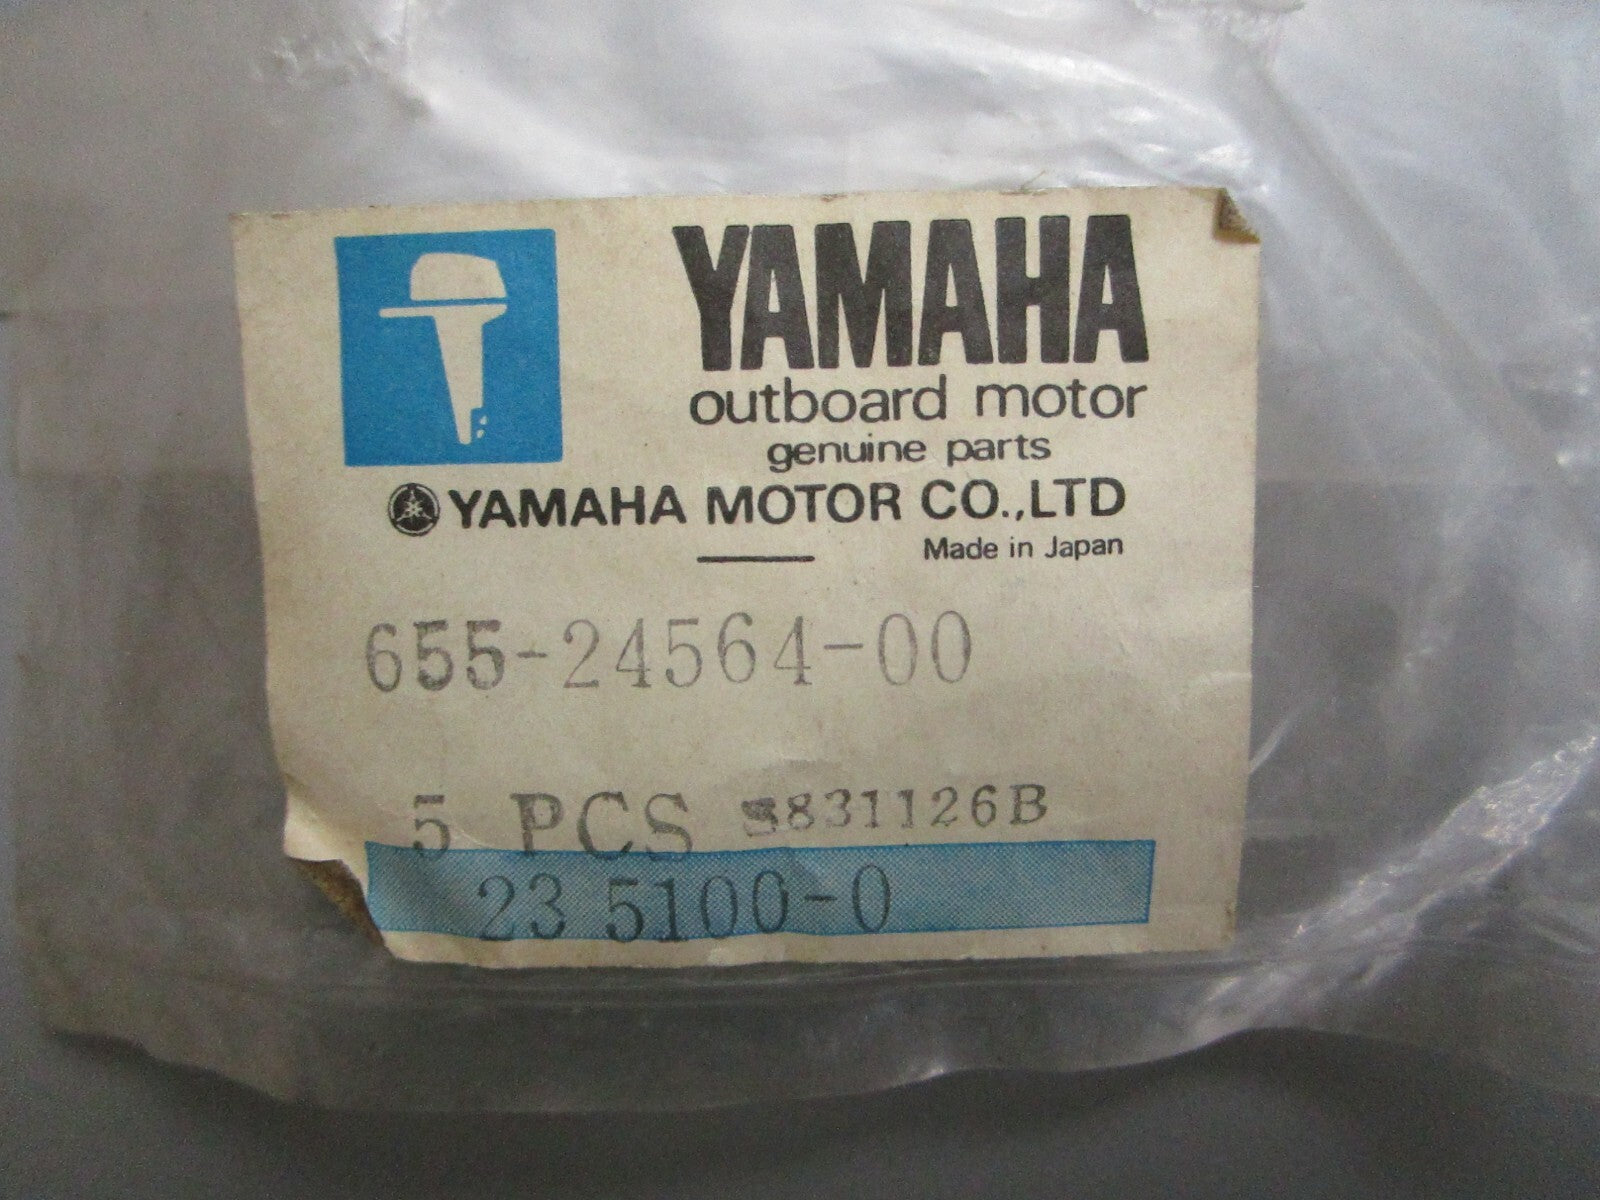 YAMAHA
outboard motor
genuine parts
YAMAHA MOTOR CO.,LTD
Made in Japan
655-24564-00
5 PCS S831126B
23 5100-0